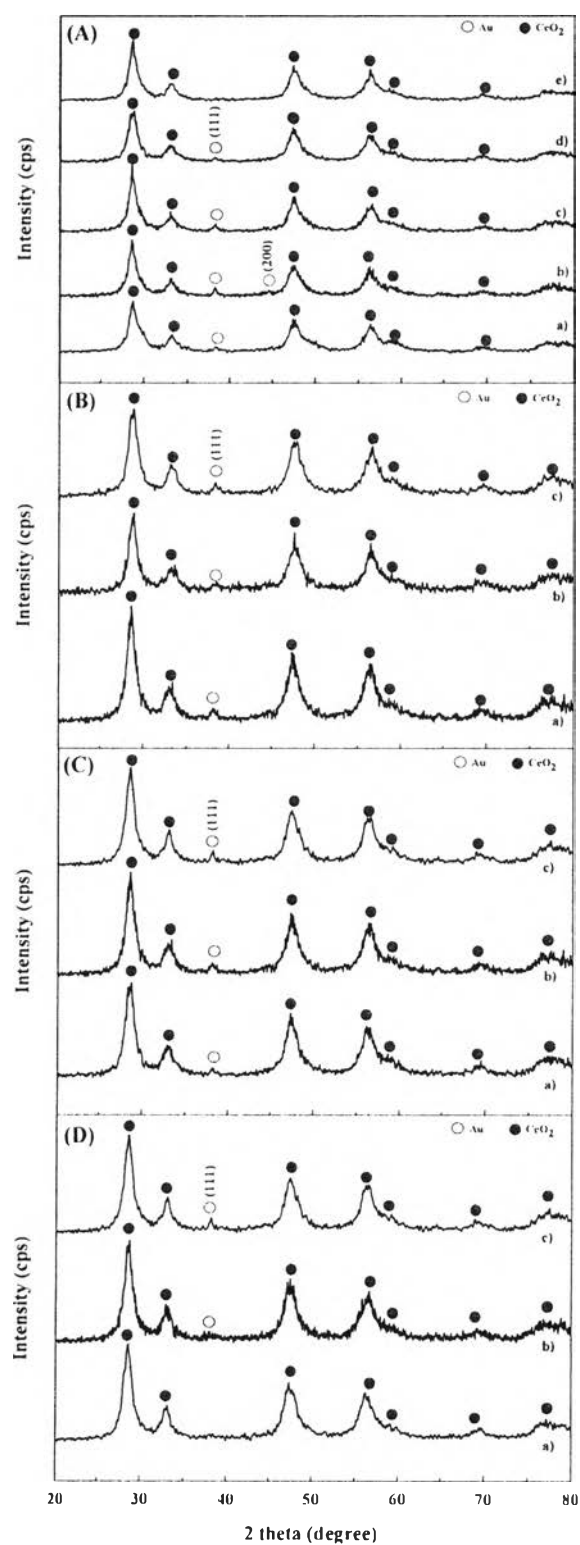 (A)
Au
CeO2
e)
(111)
d)
c)
(200)
b)
a)
Intensity (cps)
(B)
Au
CeO2
(111)
c)
b)
a)
Intensity (cps)
(C)
Au
CeO2
(111)
c)
b)
a)
Intensity (cps)
(D)
Au
CeO2
(111)
c)
b)
a)
Intensity (cps)
20 30 40 50 60 70 80
2 theta (degree)